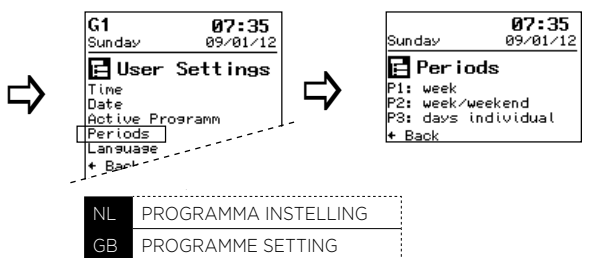 G1 07:35
Sunday 09/01/12
User Settings
Time
Date
Active Programm
Periods
Language
← Back
07:35
Sunday 09/01/12
Periods
P1: week
P2: week/weekend
P3: days individual
← Back
NL PROGRAMMA INSTELLING
GB PROGRAMME SETTING